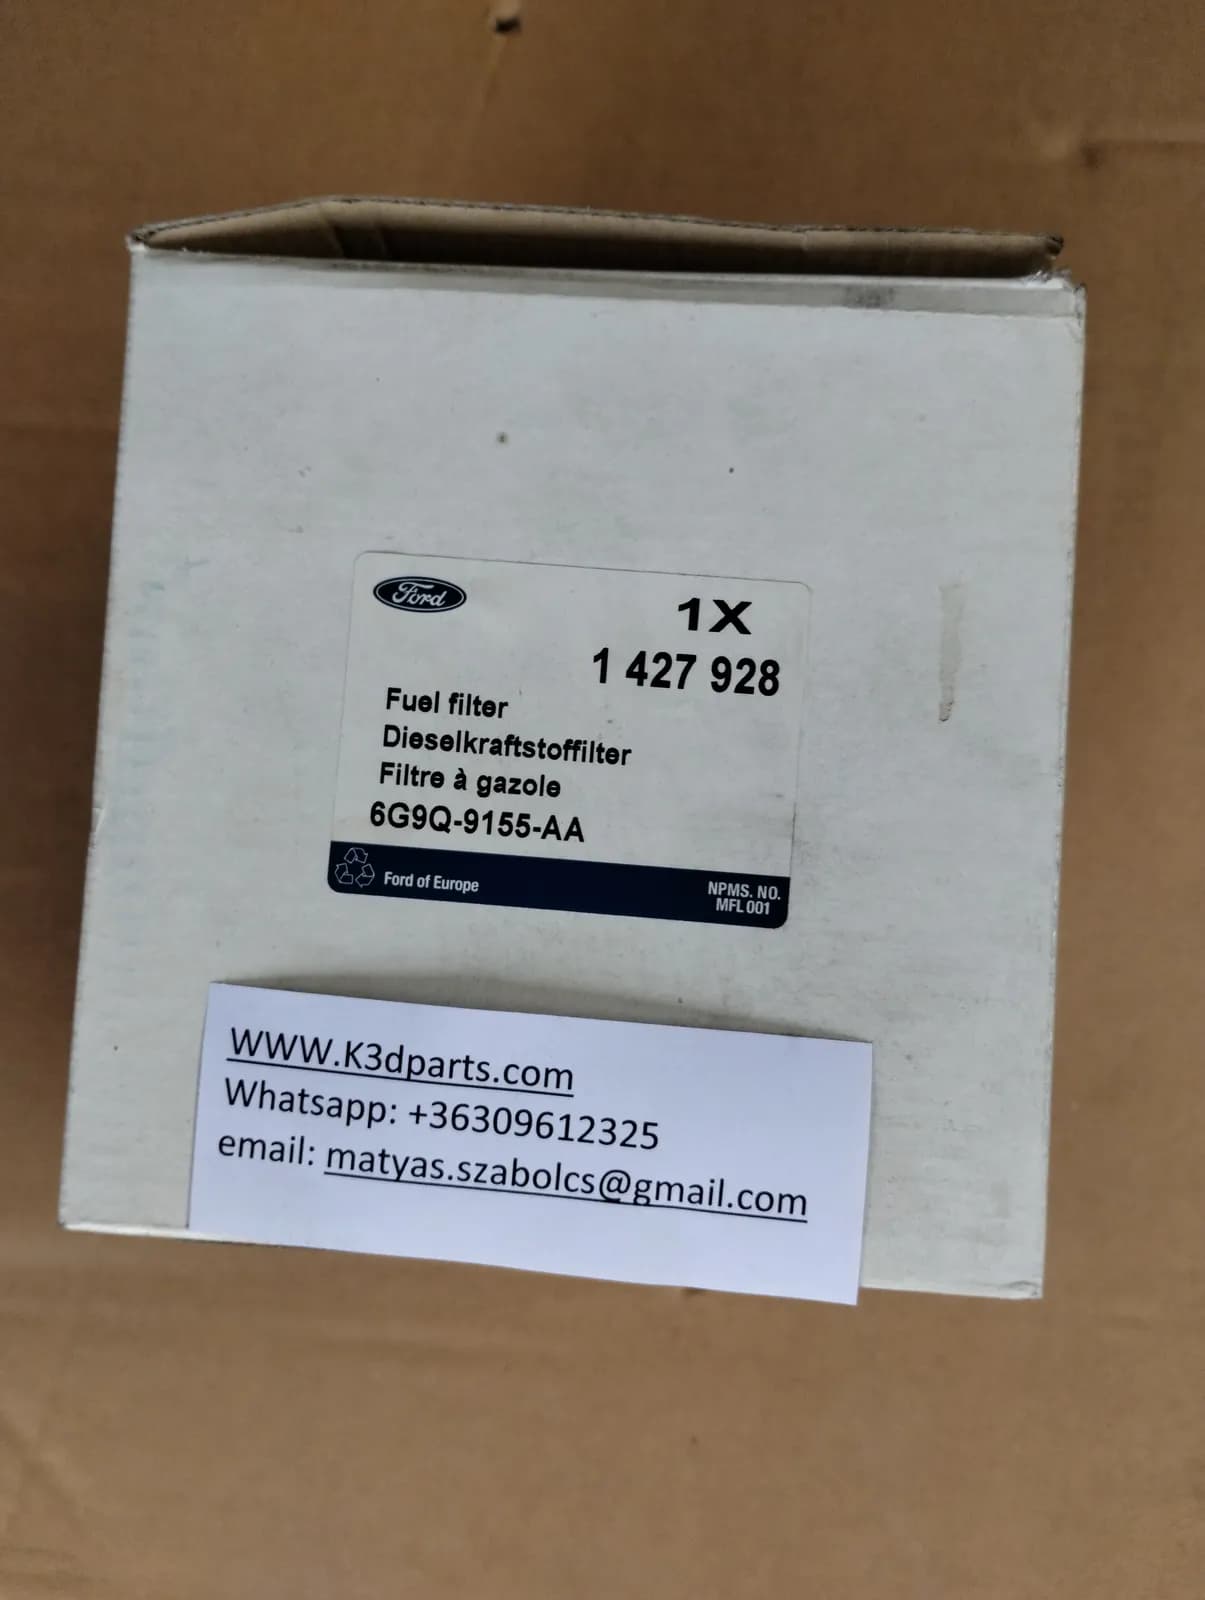 Ford
1X
1 427 928
Fuel filter
Dieselkraftstoffilter
Filtre à gazole
6G9Q-9155-AA
Ford of Europe
NPMS. NO.
MFL 001
WWW.K3dparts.com
Whatsapp: +36309612325
email: matyas.szabolcs@gmail.com